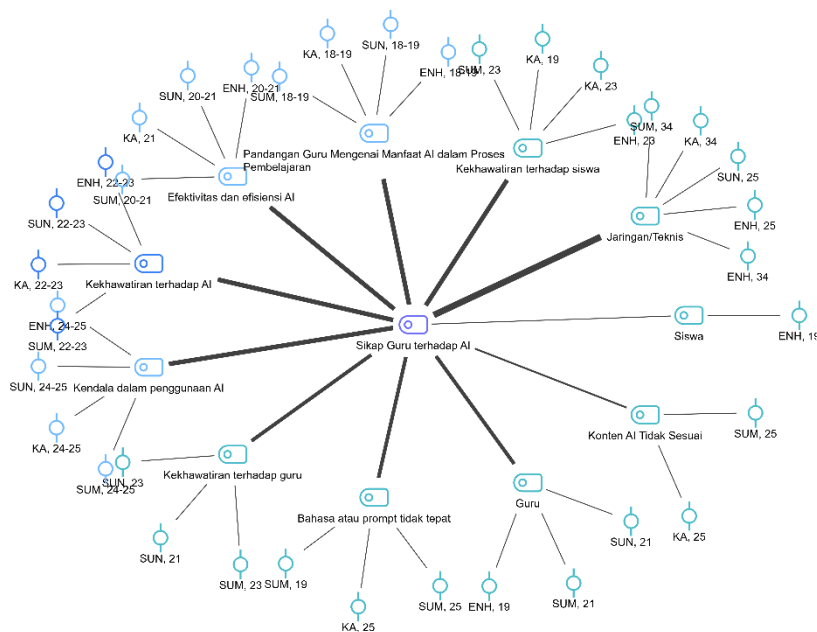 SUN, 18-19
KA, 18-19
KA, 19
ENH, 18-19
SUM, 23
SUN, 20-21
ENH, 20-21
SUM, 18-19
KA, 23
KA, 21
SUM, 34
KA, 34
ENH, 23
Pandangan Guru Mengenai Manfaat AI dalam Proses
Pembelajaran
Kekhawatiran terhadap siswa
SUN, 25
ENH, 22-23
SUM, 20-21
Efektivitas dan efisiensi AI
ENH, 25
SUN, 22-23
Jaringan/Teknis
ENH, 34
KA, 22-23
Kekhawatiran terhadap AI
ENH, 24-25
SUM, 22-23
Sikap Guru terhadap AI
Siswa
ENH, 19
SUN, 24-25
Kendala dalam penggunaan AI
KA, 24-25
Konten AI Tidak Sesuai
SUM, 25
SUM, 24-25
SUN, 23
Kekhawatiran terhadap guru
Bahasa atau prompt tidak tepat
Guru
KA, 25
SUN, 21
SUN, 21
SUM, 23
SUM, 19
KA, 25
SUM, 25
ENH, 19
SUM, 21